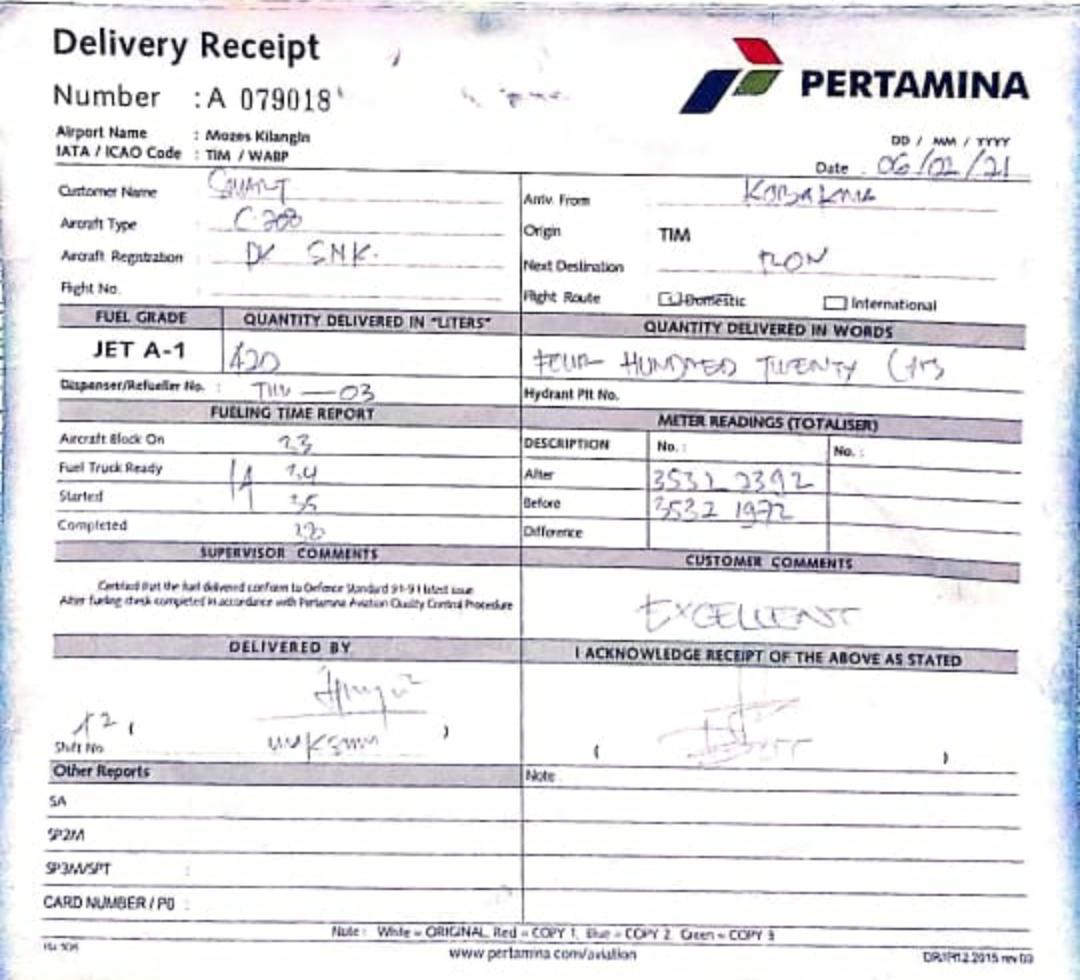 Delivery Receipt
PERTAMINA
Number : A 079018
Airport Name : Mozes Kilangin
IATA / ICAO Code : TIM / WABP
DD / MM / YYYY
Date 06/02/21
Customer Name SMART
Arriv. From
Aircraft Type C 208
Origin TIM
Aircraft Registration PK SNK.
Next Destination RON
Flight No.
Flight Route Domestic International
FUEL GRADE QUANTITY DELIVERED IN "LITERS" QUANTITY DELIVERED IN WORDS
JET A-1 420 FOUR HUNDRED TWENTY Ltrs
Dispenser/Refueller No. : TIM — 03 Hydrant Pit No.
FUELING TIME REPORT METER READINGS (TOTALISER)
Aircraft Block On
DESCRIPTION No. : No. :
Fuel Truck Ready 14
After 3532 2392
Started
Before 3532 1972
Completed
Difference
SUPERVISOR COMMENTS CUSTOMER COMMENTS
Certified that the fuel delivered conform to Defence Standard 91-91 latest issue
After fueling check completed in accordance with Pertamina Aviation Quality Control Procedure
EXCELLENT
DELIVERED BY I ACKNOWLEDGE RECEIPT OF THE ABOVE AS STATED
Shift No ( ) ( )
Other Reports Note
SA
SP2M
SP3M/SPT :
CARD NUMBER / PO :
Note : White = ORIGINAL, Red = COPY 1, Blue = COPY 2, Green = COPY 3
www.pertamina.com/aviation